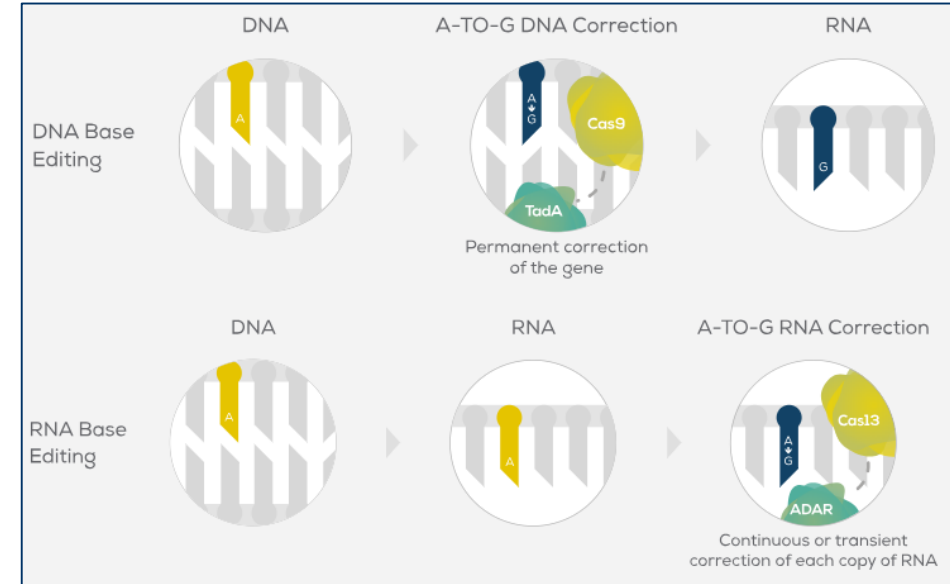 DNA
A-TO-G DNA Correction
RNA
DNA Base
Editing
A
A
G
Cas9
TadA
G
Permanent correction
of the gene
DNA
RNA
A-TO-G RNA Correction
RNA Base
Editing
A
A
A
G
Cas13
ADAR
Continuous or transient
correction of each copy of RNA